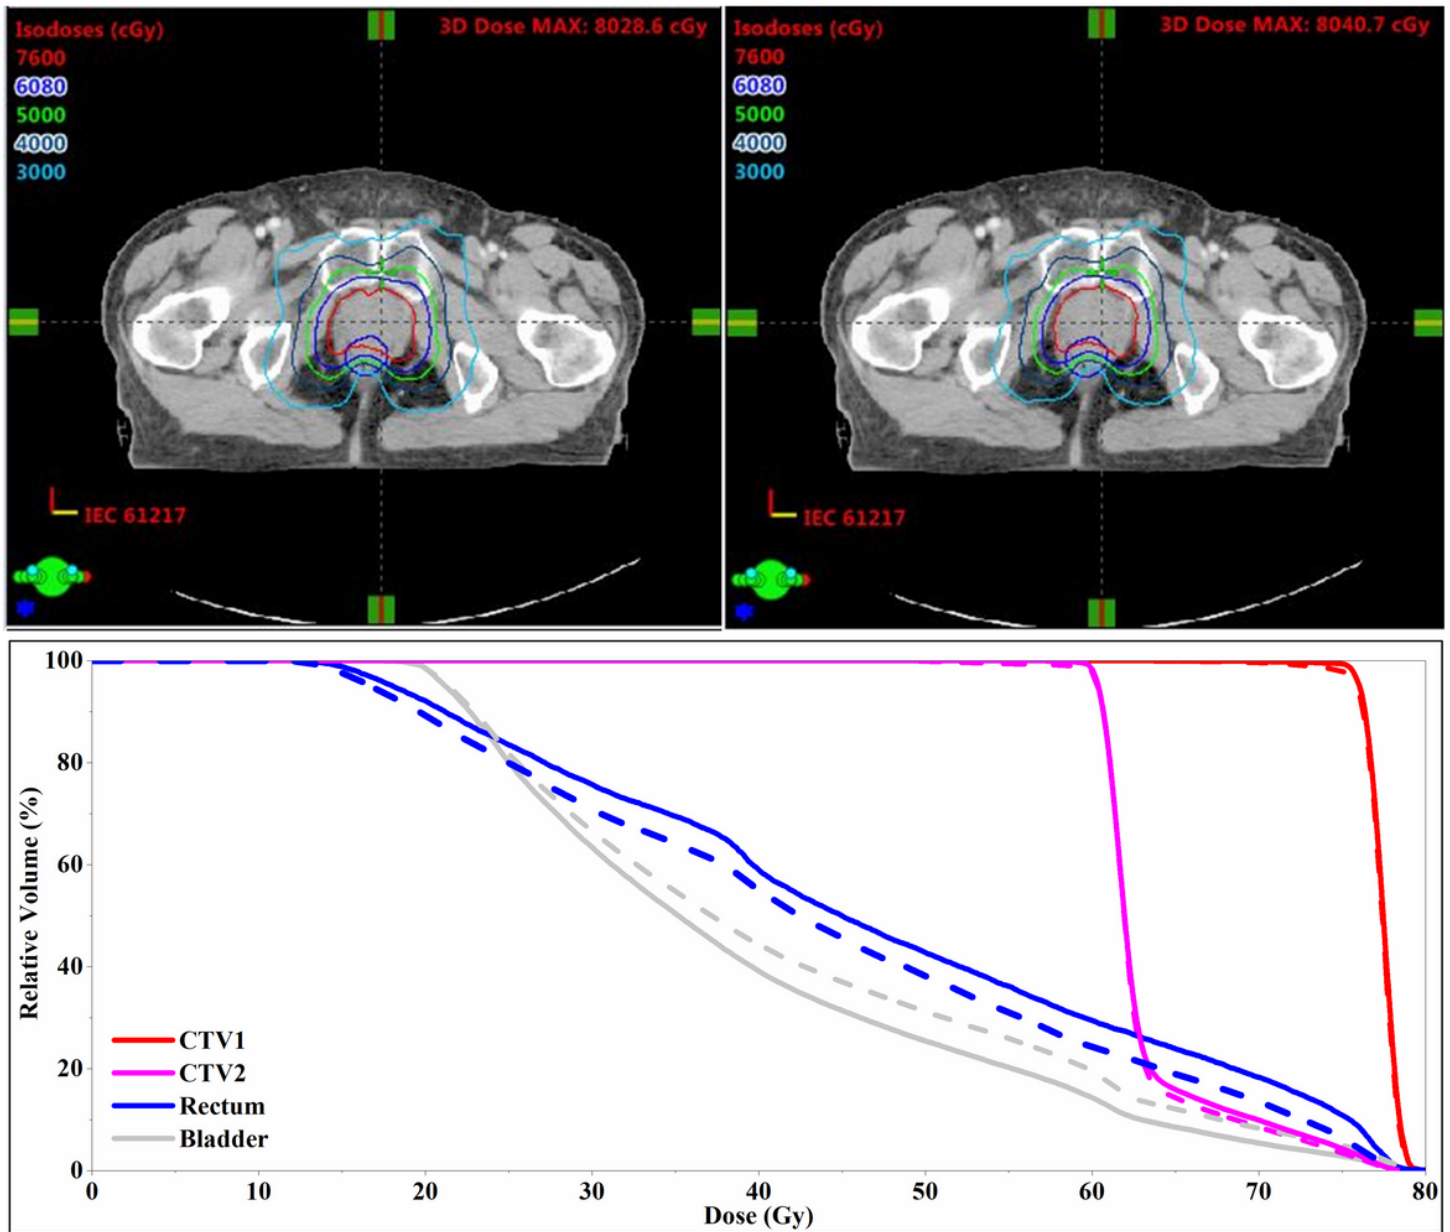 Isodoses (cGy)
3D Dose MAX: 8028.6 cGy
7600
6080
5000
4000
3000
IEC 61217
Isodoses (cGy)
3D Dose MAX: 8040.7 cGy
7600
6080
5000
4000
3000
IEC 61217
100
80
60
40
20
0
Relative Volume (%)
CTV1
CTV2
Rectum
Bladder
0 10 20 30 40 50 60 70 80
Dose (Gy)